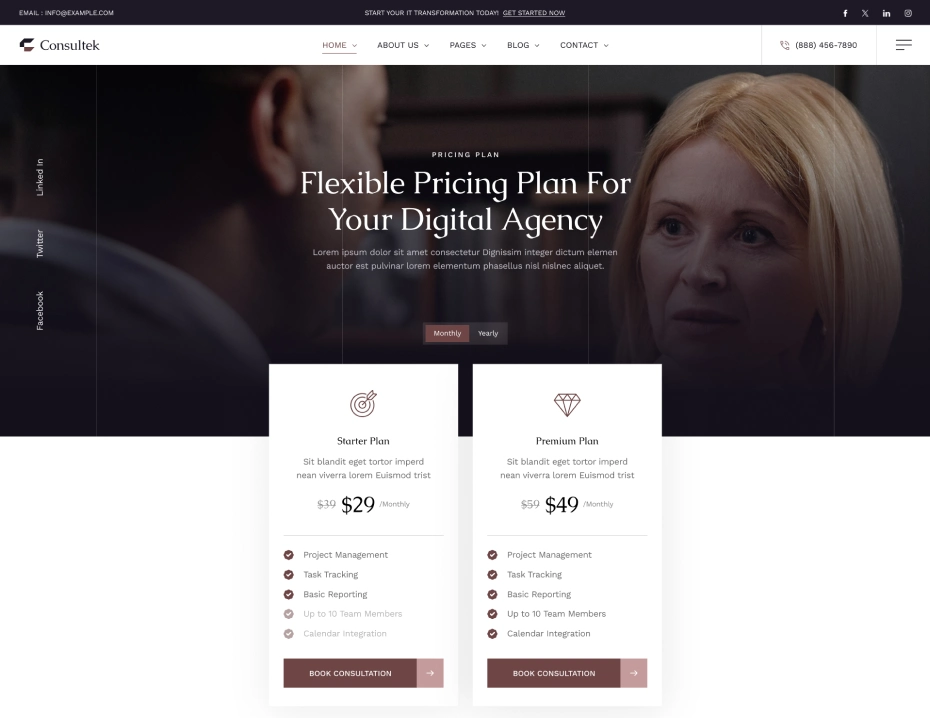 EMAIL : INFO@EXAMPLE.COM
START YOUR IT TRANSFORMATION TODAY! GET STARTED NOW
Consultek
HOME
ABOUT US
PAGES
BLOG
CONTACT
(888) 456-7890
Linked In
Twitter
Facebook
PRICING PLAN
Flexible Pricing Plan For
Your Digital Agency
Lorem ipsum dolor sit amet consectetur Dignissim integer dictum elemen
auctor est pulvinar lorem elementum phasellus nisl nislnec aliquet.
Monthly
Yearly
Starter Plan
Sit blandit eget tortor imperd
nean viverra lorem Euismod trist
$39 $29 /Monthly
Project Management
Task Tracking
Basic Reporting
Up to 10 Team Members
Calendar Integration
BOOK CONSULTATION
Premium Plan
Sit blandit eget tortor imperd
nean viverra lorem Euismod trist
$59 $49 /Monthly
Project Management
Task Tracking
Basic Reporting
Up to 10 Team Members
Calendar Integration
BOOK CONSULTATION